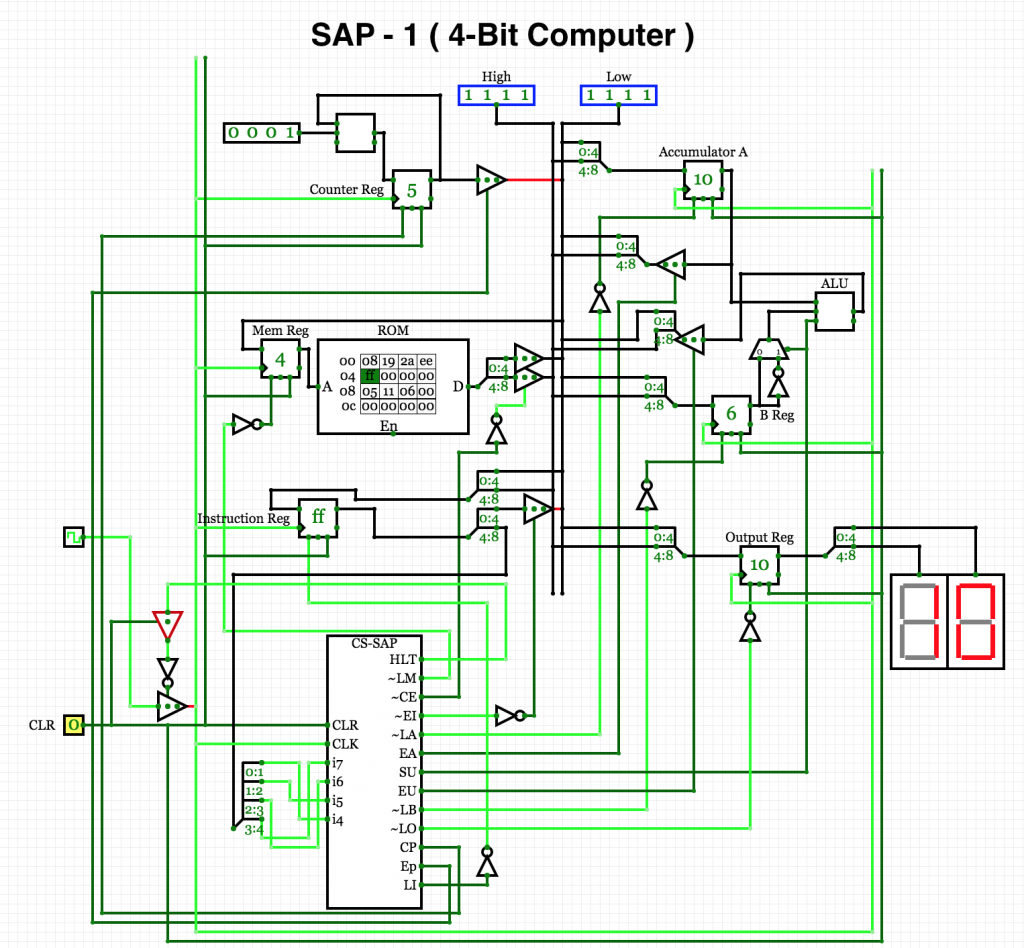 SAP - 1 ( 4-Bit Computer )
High
Low
1 1 1 1
1 1 1 1
0 0 0 1
0:4
4:8
Accumulator A
10
Counter Reg
5
0:4
4:8
ALU
Mem Reg
ROM
0:4
4:8
4
00 08 19 2a ee
04 ff 00 00 00
08 05 11 06 00
0c 00 00 00 00
A
D
En
0:4
4:8
0 1
0:4
4:8
6
B Reg
0:4
4:8
Instruction Reg
ff
0:4
4:8
0:4
4:8
Output Reg
10
0:4
4:8
10
CS-SAP
HLT
~LM
~CE
~EI
CLR
0
CLR
~LA
CLK
EA
i7
0:1
SU
i6
1:2
EU
i5
2:3
~LB
i4
3:4
~LO
CP
Ep
LI